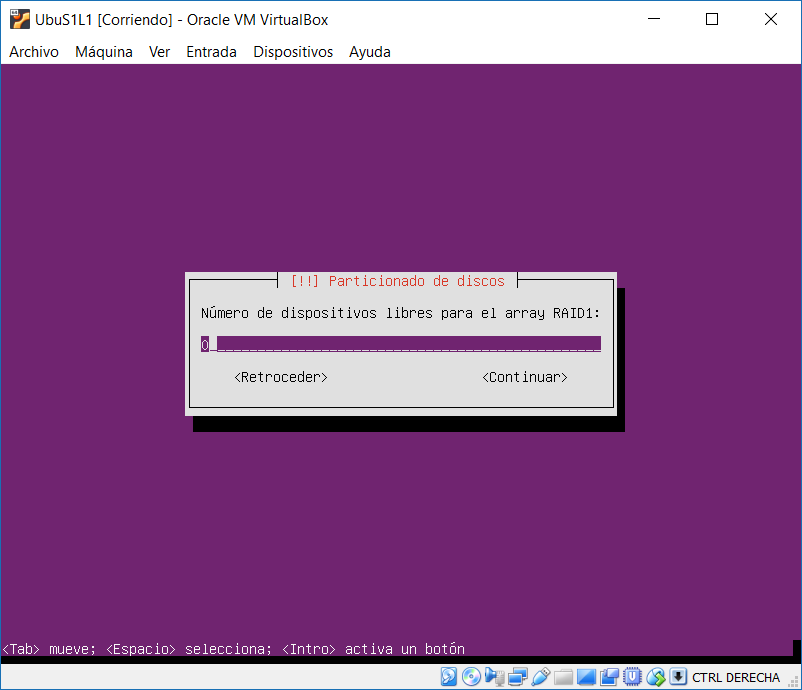 UbuS1L1 [Corriendo] - Oracle VM VirtualBox
Archivo Máquina Ver Entrada Dispositivos Ayuda
[!!] Particionado de discos
Número de dispositivos libres para el array RAID1:
0_______________________________________________
<Retroceder> <Continuar>
<Tab> mueve; <Espacio> selecciona; <Intro> activa un botón
CTRL DERECHA